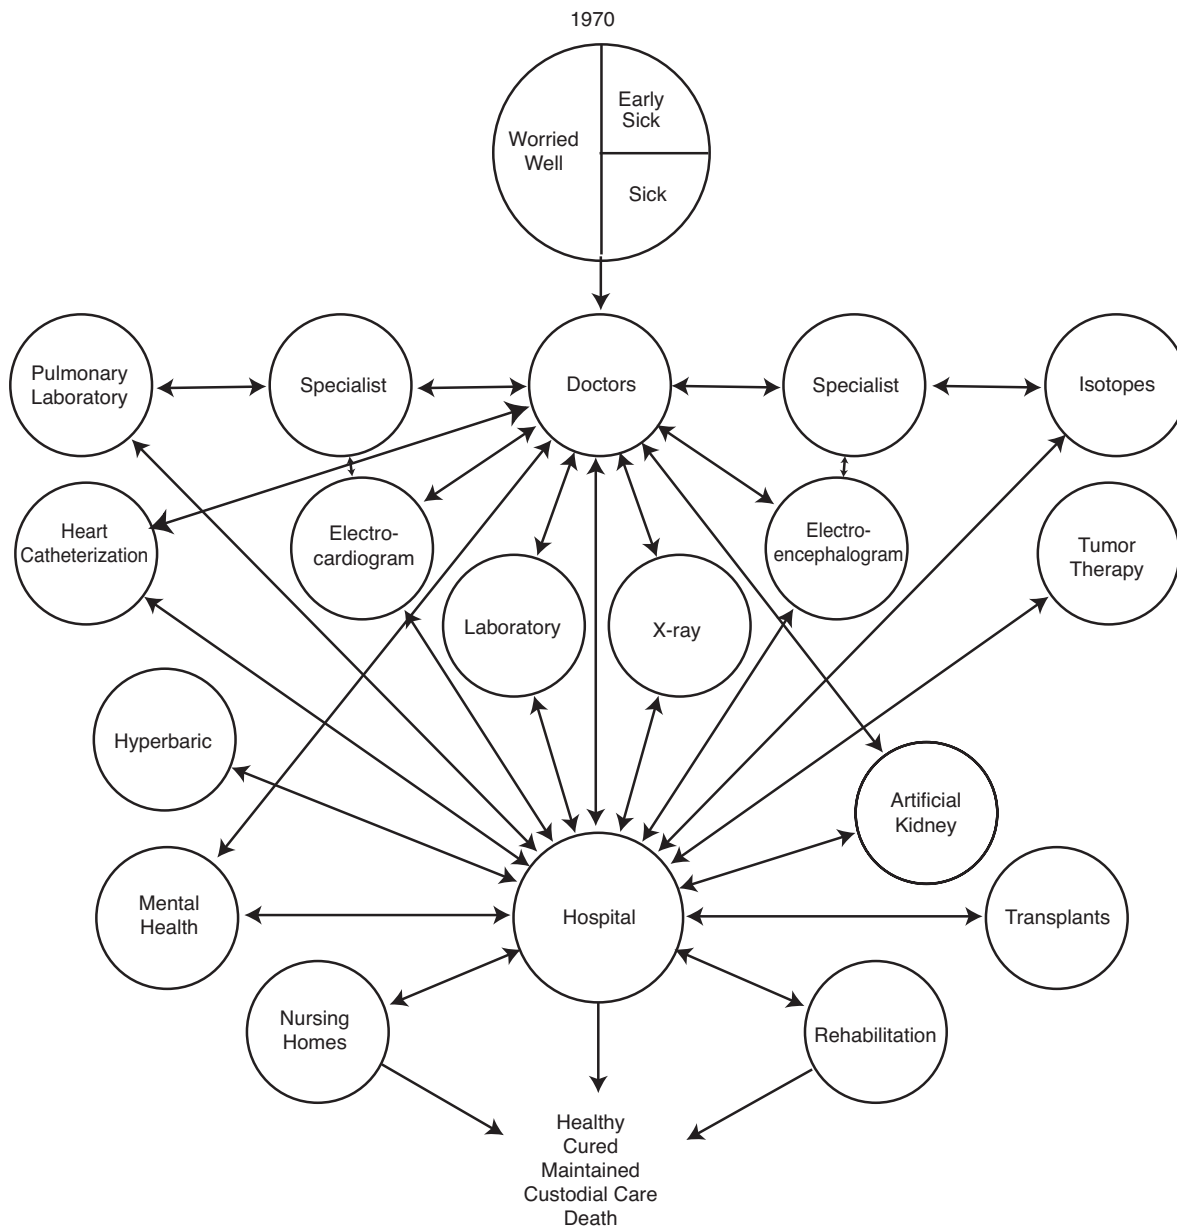 1970
Early
Sick
Worried
Well
Sick
Pulmonary
Laboratory
Specialist
Doctors
Specialist
Isotopes
Heart
Catheterization
Electro-
cardiogram
Electro-
encephalogram
Tumor
Therapy
Laboratory
X-ray
Hyperbaric
Artificial
Kidney
Mental
Health
Hospital
Transplants
Nursing
Homes
Rehabilitation
Healthy
Cured
Maintained
Custodial Care
Death